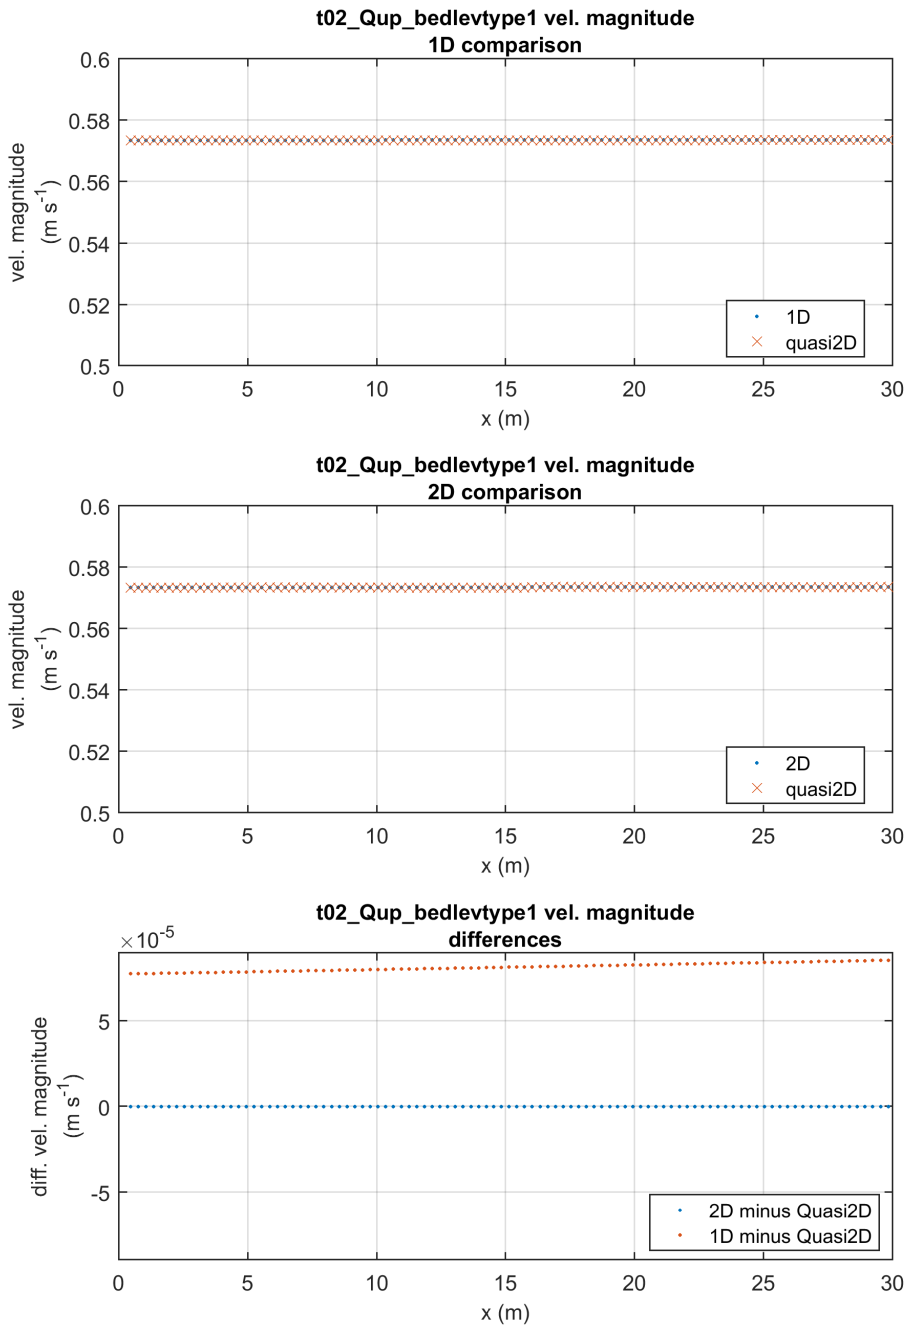 t02_Qup_bedlevtype1 vel. magnitude
1D comparison
0.6
0.58
0.56
0.54
0.52
0.5
vel. magnitude
(m s-1)
1D
quasi2D
0 5 10 15 20 25 30
x (m)
t02_Qup_bedlevtype1 vel. magnitude
2D comparison
0.6
0.58
0.56
0.54
0.52
0.5
vel. magnitude
(m s-1)
2D
quasi2D
0 5 10 15 20 25 30
x (m)
t02_Qup_bedlevtype1 vel. magnitude
differences
×10-5
5
0
-5
diff. vel. magnitude
(m s-1)
2D minus Quasi2D
1D minus Quasi2D
0 5 10 15 20 25 30
x (m)